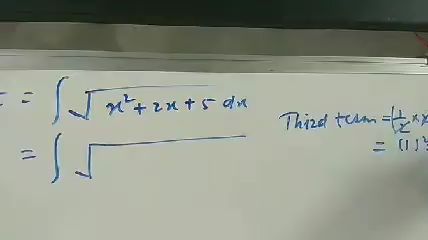 = ∫ √x² + 2x + 5 dx
= ∫ √
Third term = (1/2 x
= (1)²